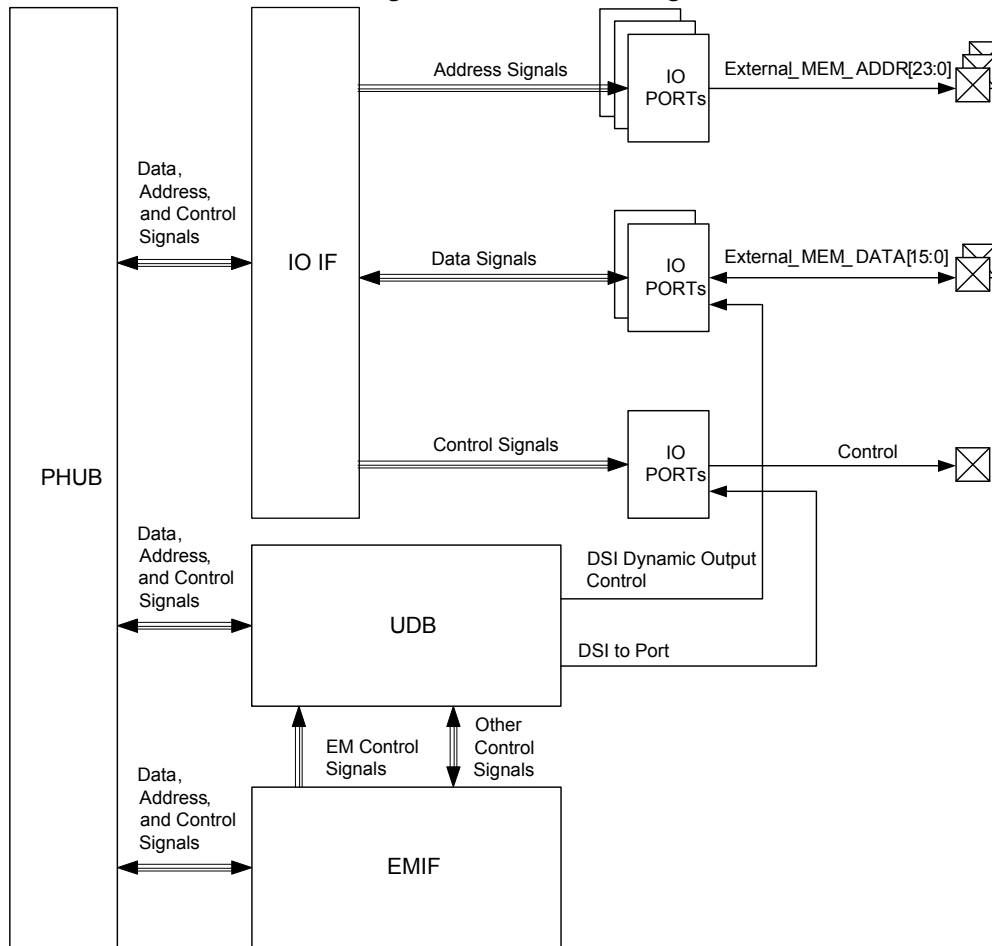 Address Signals
IO
PORTs
External_MEM_ADDR[23:0]
Data,
Address,
and Control
Signals
IO IF
Data Signals
IO
PORTs
External_MEM_DATA[15:0]
PHUB
Control Signals
IO
PORTs
Control
Data,
Address,
and Control
Signals
UDB
DSI Dynamic Output
Control
DSI to Port
EM Control
Signals
Other
Control
Signals
Data,
Address,
and Control
Signals
EMIF